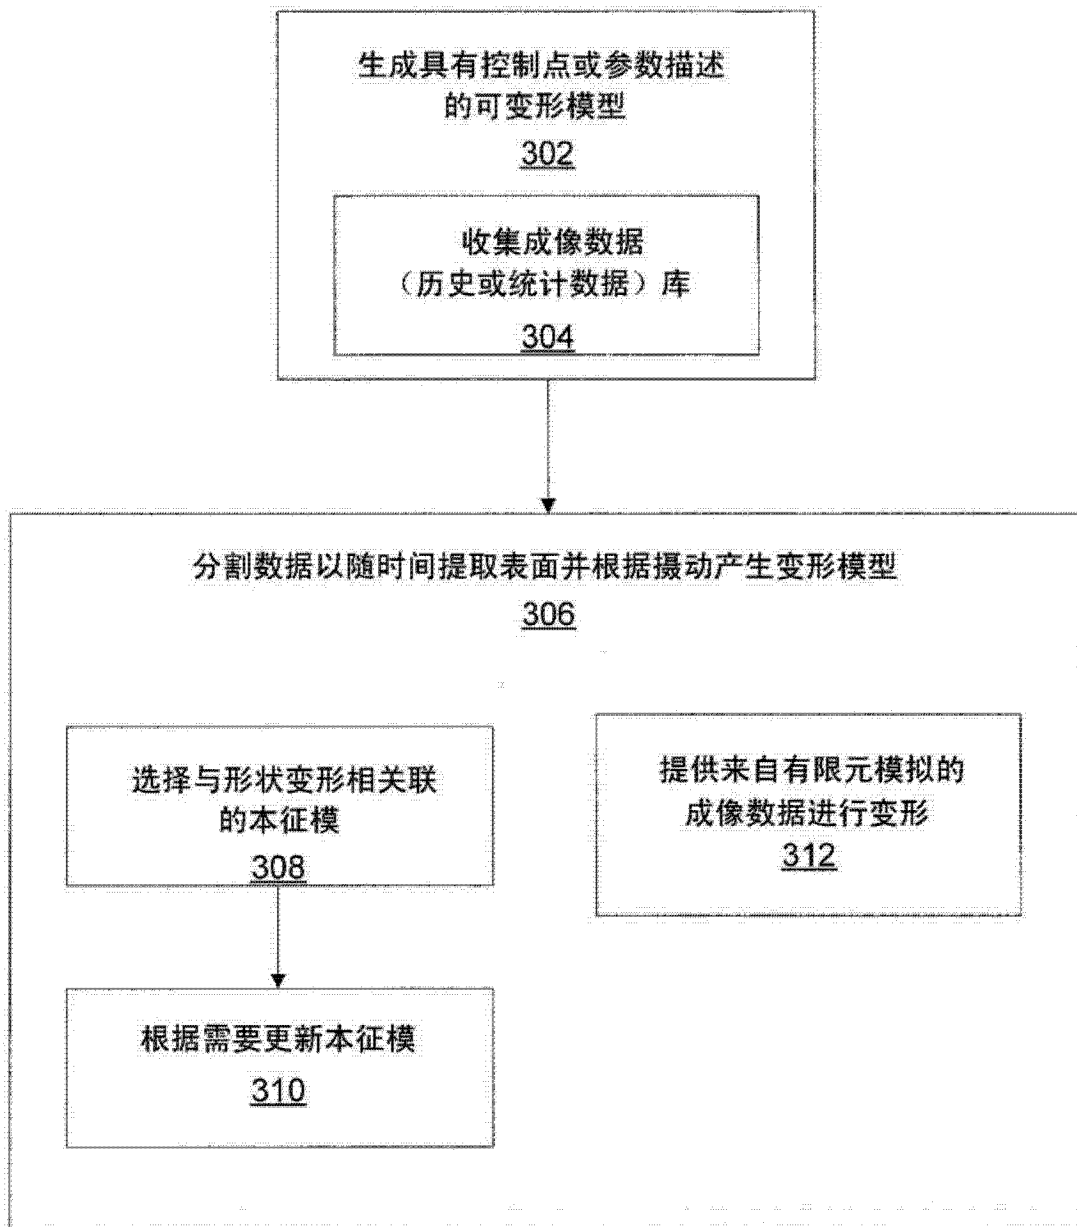 生成具有控制点或参数描述
的可变形模型
302
收集成像数据
（历史或统计数据）库
304
分割数据以随时间提取表面并根据摄动产生变形模型
306
选择与形状变形相关联
的本征模
308
提供来自有限元模拟的
成像数据进行变形
312
根据需要更新本征模
310